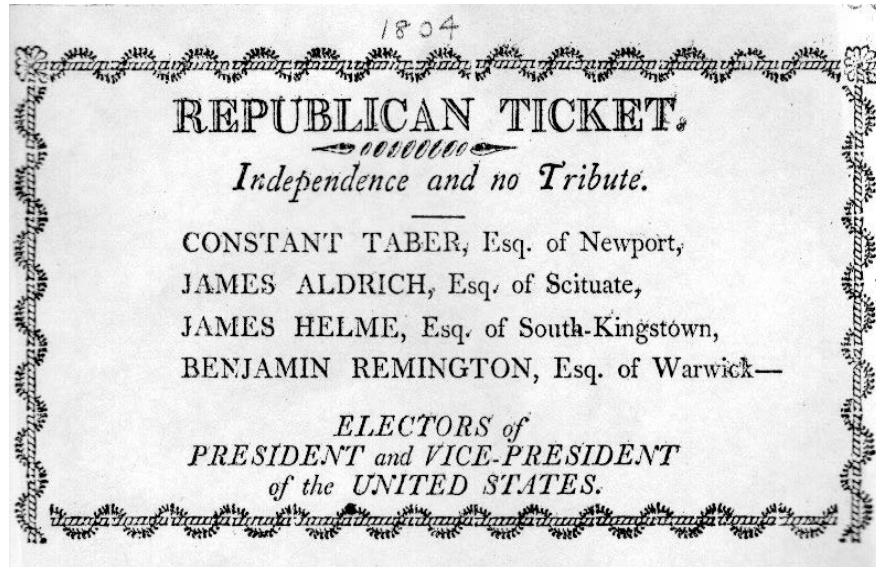 1804
REPUBLICAN TICKET.
Independence and no Tribute.
CONSTANT TABER, Esq. of Newport,
JAMES ALDRICH, Esq. of Scituate,
JAMES HELME, Esq. of South-Kingstown,
BENJAMIN REMINGTON, Esq. of Warwick—
ELECTORS of
PRESIDENT and VICE-PRESIDENT
of the UNITED STATES.